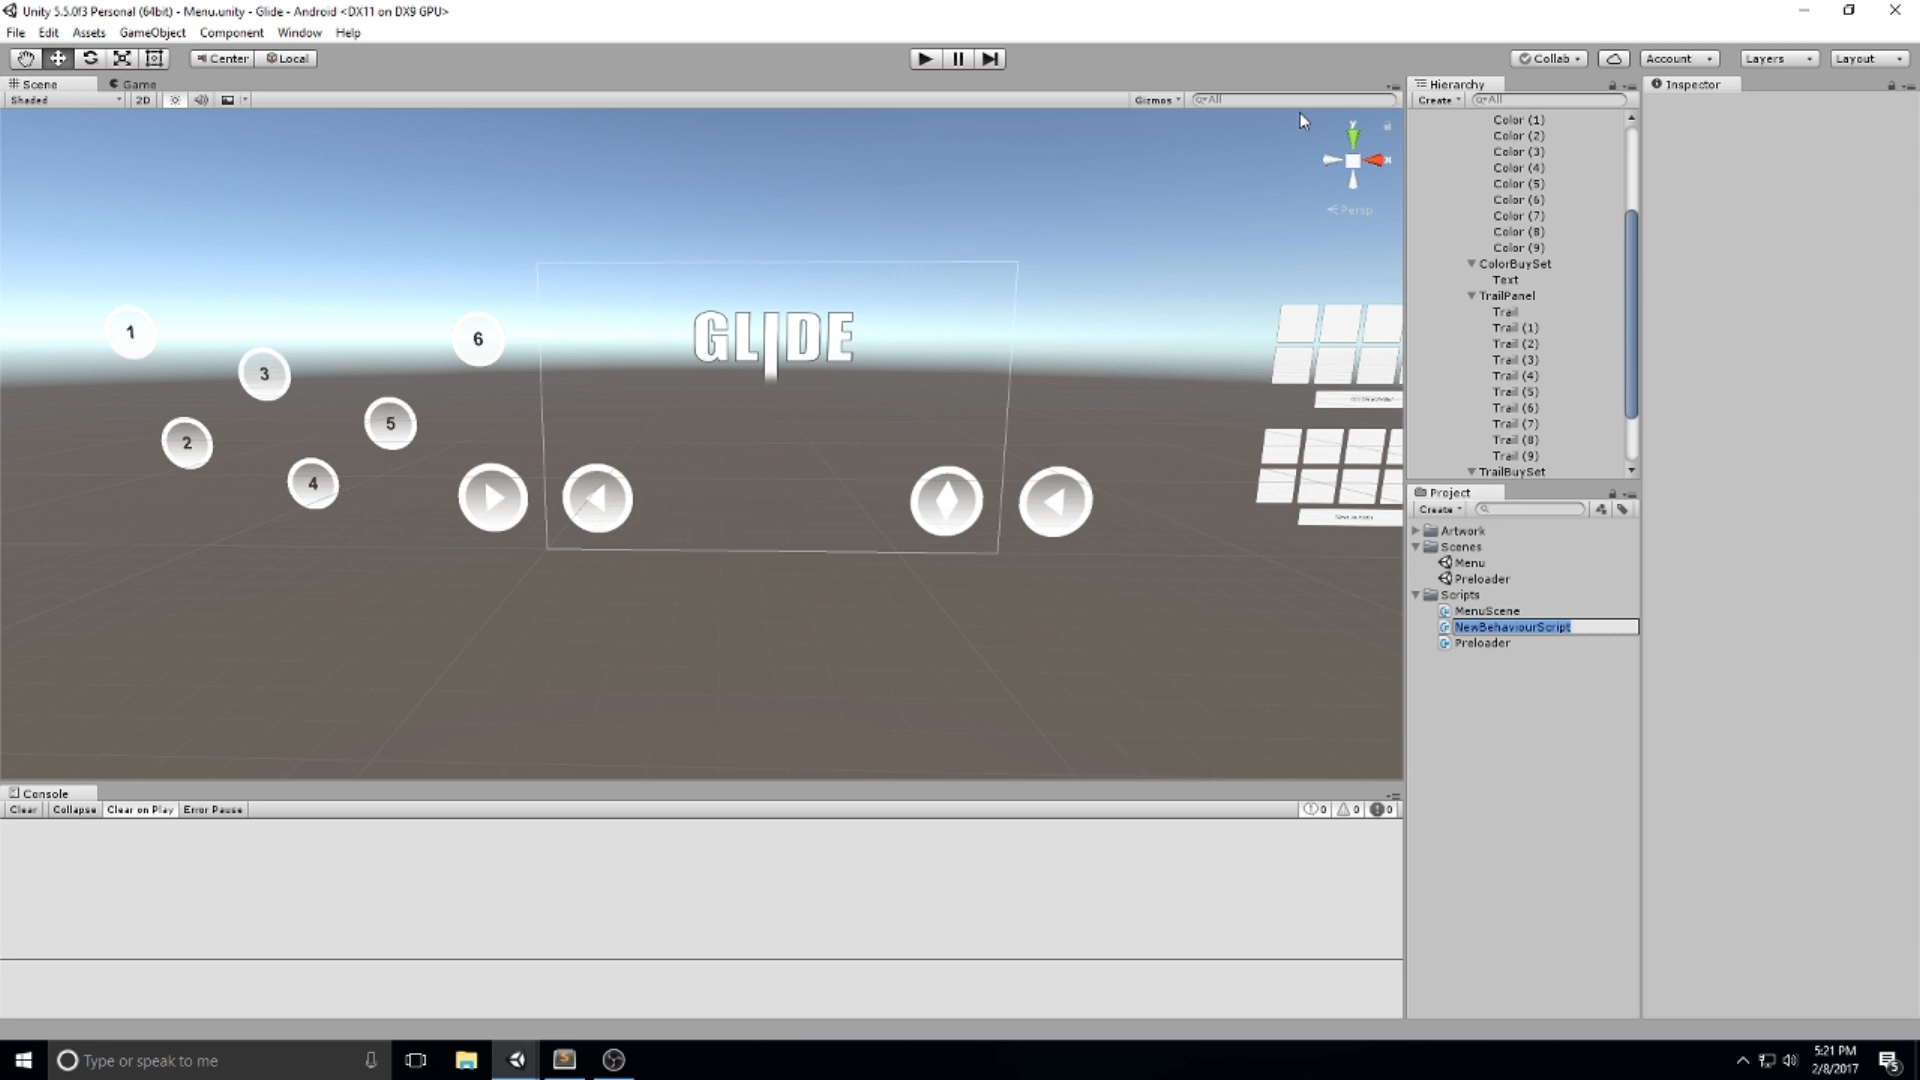 Unity 5.5.0f3 Personal (64bit) - Menu.unity - Glide - Android <DX11 on DX9 GPU>
File Edit Assets GameObject Component Window Help
Center Local
Collab Account Layers Layout
Scene Game
Shaded 2D
Gizmos All
Persp
y
x
GLIDE
1
6
3
5
2
4
Hierarchy
Create All
Color (1)
Color (2)
Color (3)
Color (4)
Color (5)
Color (6)
Color (7)
Color (8)
Color (9)
ColorBuySet
Text
TrailPanel
Trail
Trail (1)
Trail (2)
Trail (3)
Trail (4)
Trail (5)
Trail (6)
Trail (7)
Trail (8)
Trail (9)
TrailBuySet
Inspector
Project
Create
Artwork
Scenes
Menu
Preloader
Scripts
MenuScene
NewBehaviourScript
Preloader
Console
Clear Collapse Clear on Play Error Pause
0 0 0
Type or speak to me
5:21 PM
2/8/2017
5